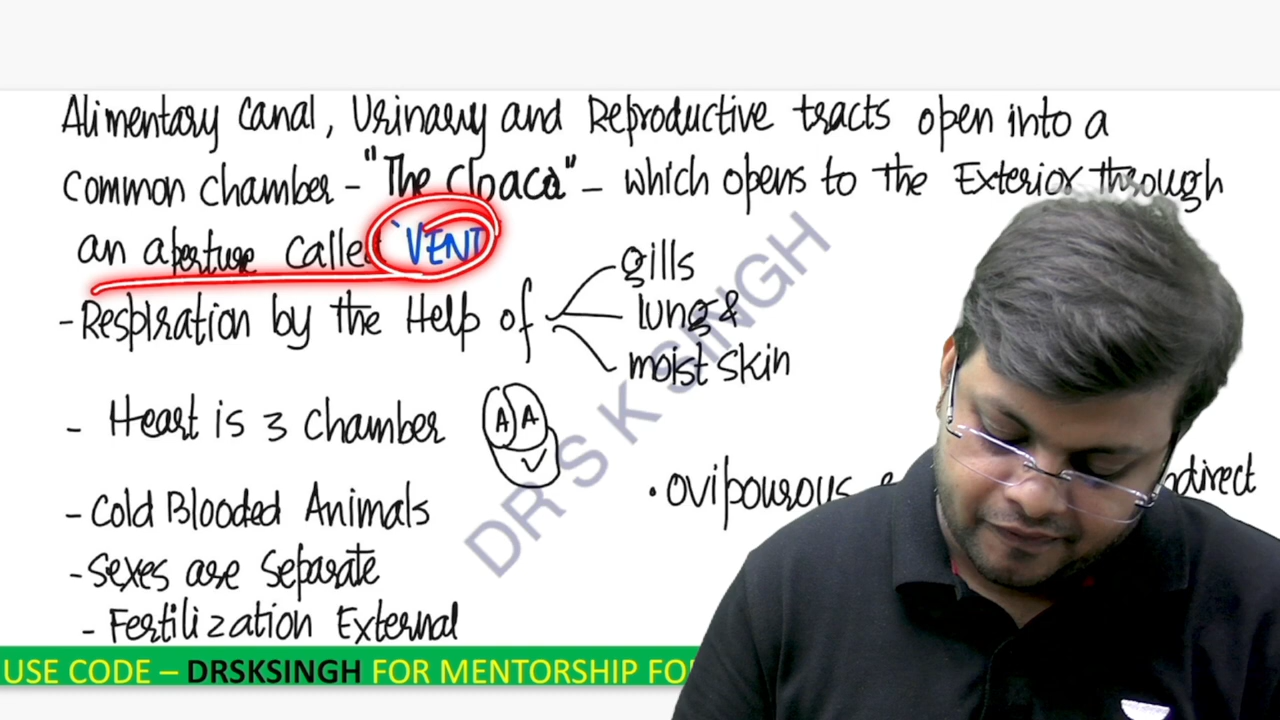 Alimentary Canal, Urinary and Reproductive tracts open into a
Common Chamber - "The Cloaca" - which opens to the Exterior through
an aperture called 'VENT
- Respiration by the Help of
gills
lung &
moist skin
- Heart is 3 Chamber
A A
V
- Cold Blooded Animals
- Sexes are Separate
- Fertilization External
• Ovipourous
ndirect
DR S K SINGH
USE CODE – DRSKSINGH FOR MENTORSHIP FO